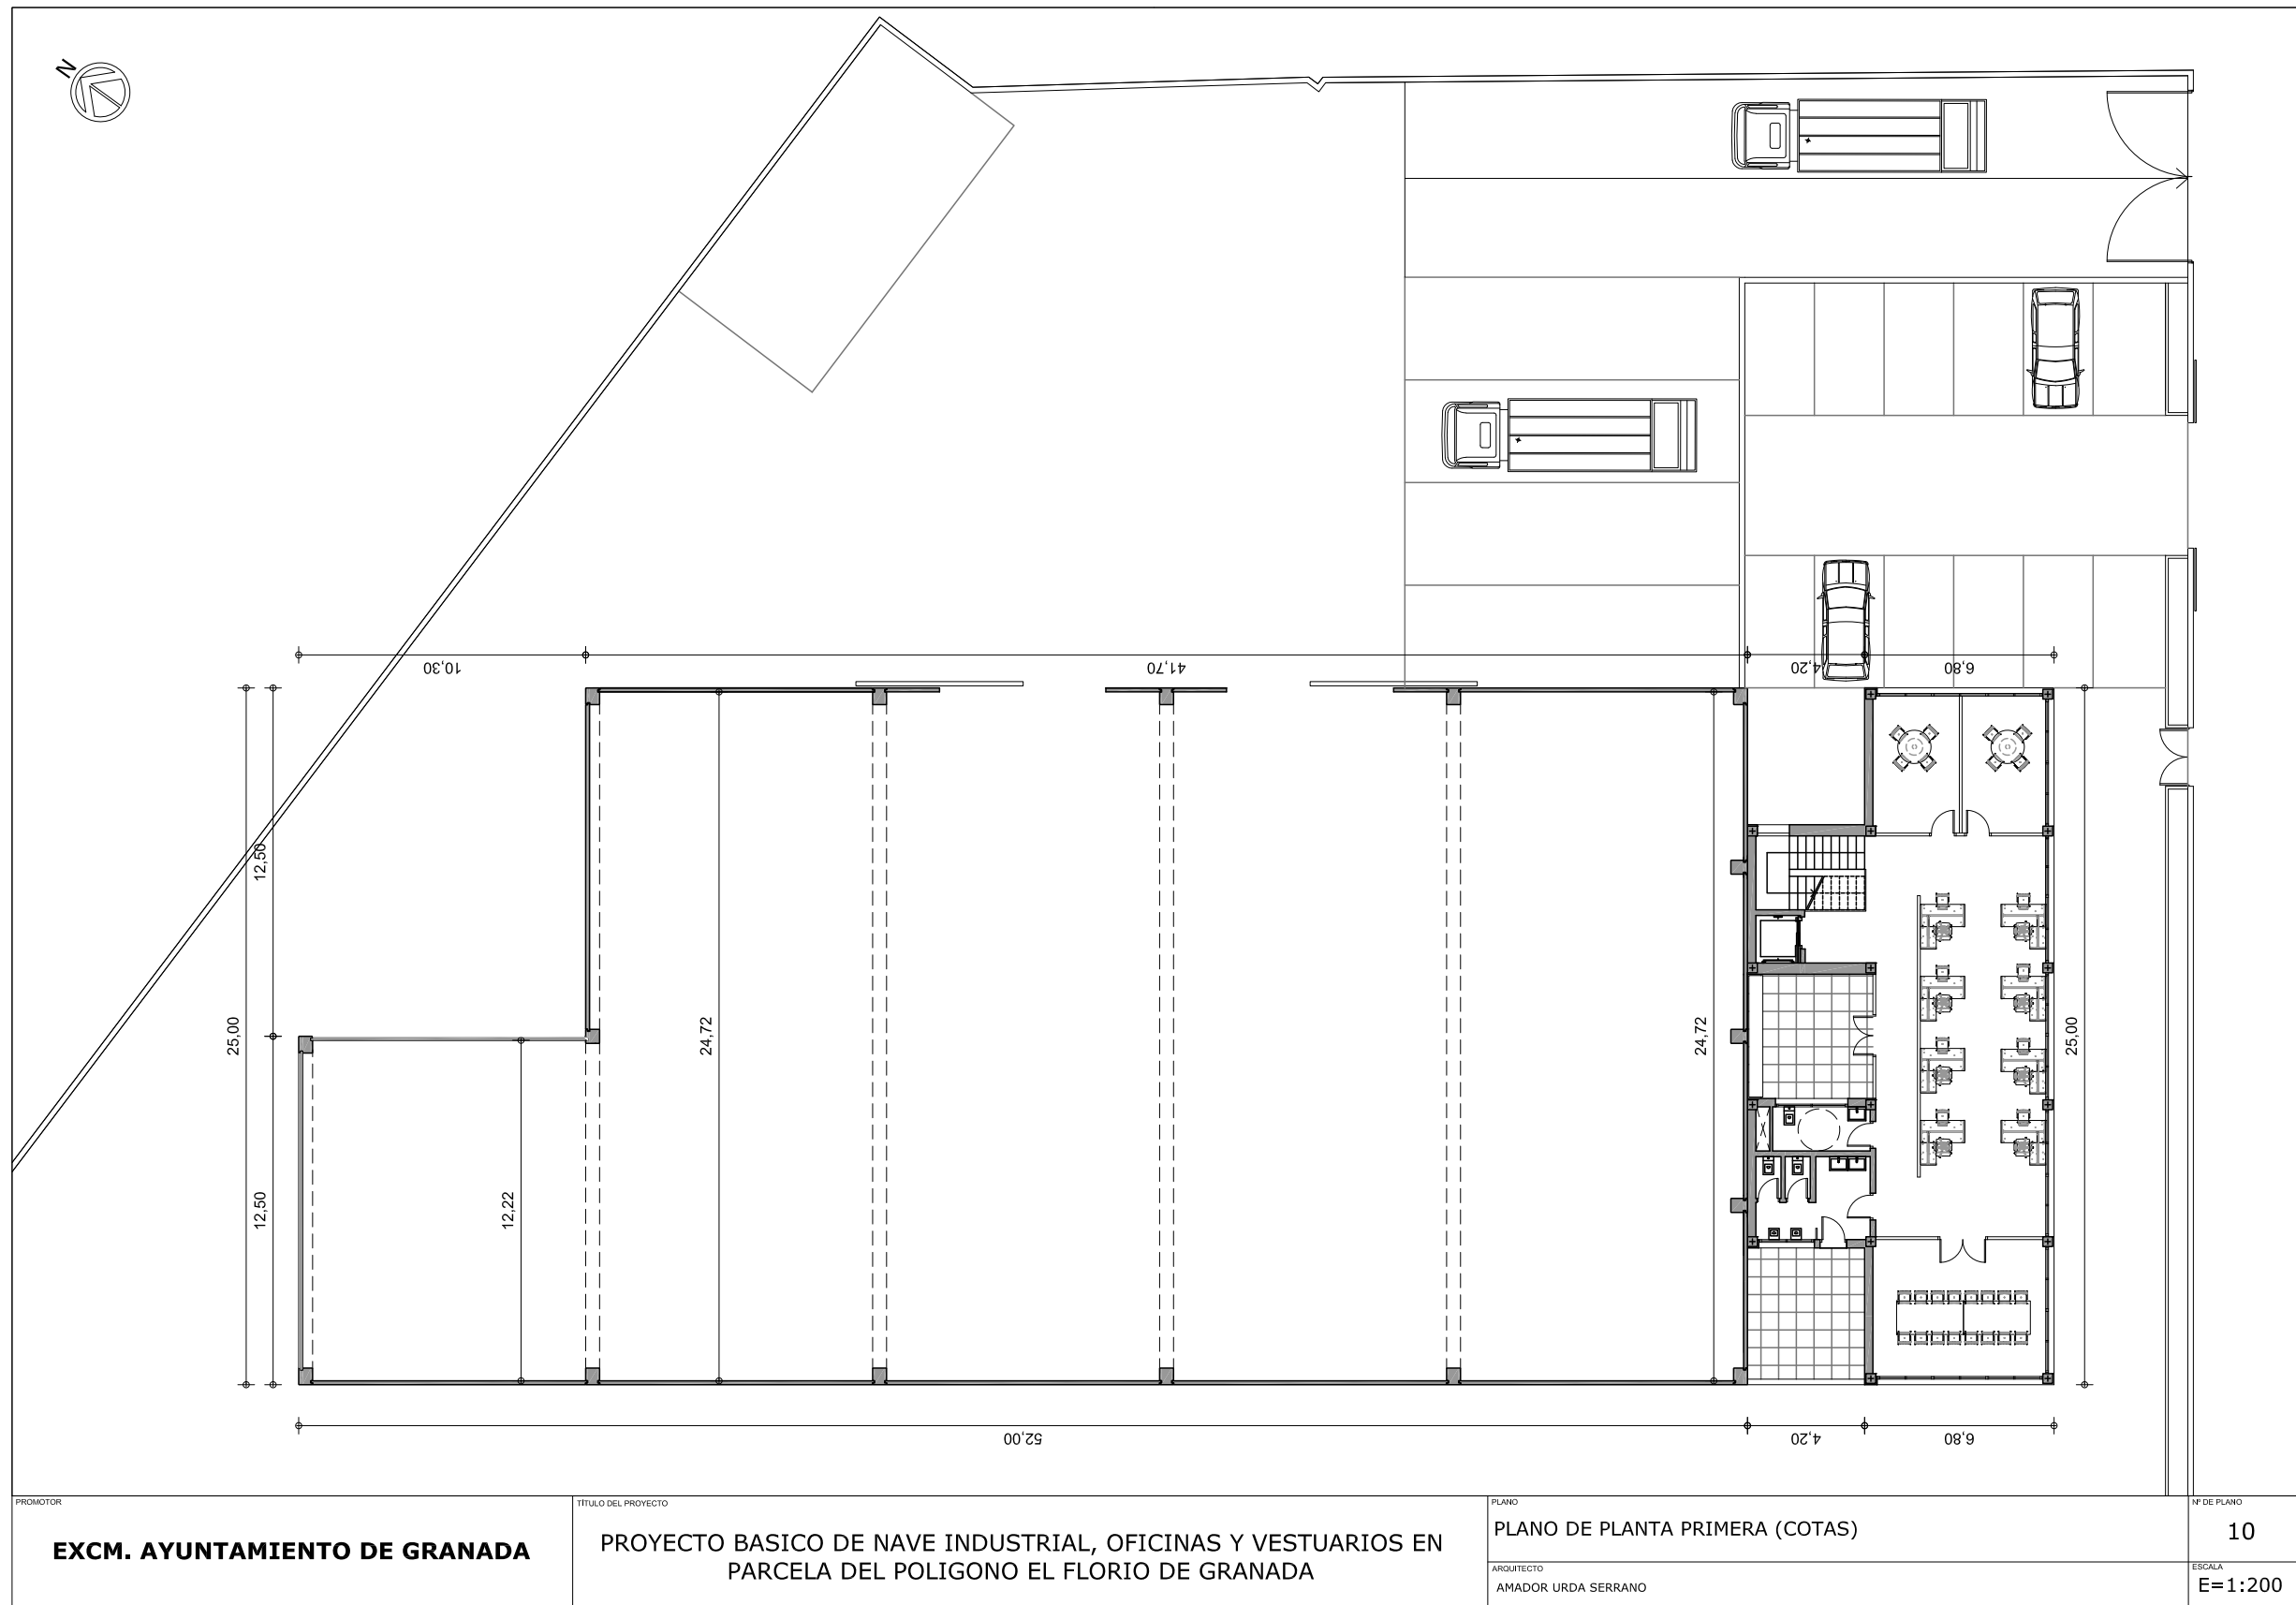 N
10,30
41,70
4,20
6,80
12,50
25,00
24,72
24,72
25,00
12,50
12,22
52,00
4,20
6,80
PROMOTOR
EXCM. AYUNTAMIENTO DE GRANADA
TÍTULO DEL PROYECTO
PROYECTO BASICO DE NAVE INDUSTRIAL, OFICINAS Y VESTUARIOS EN
PARCELA DEL POLIGONO EL FLORIO DE GRANADA
PLANO
PLANO DE PLANTA PRIMERA (COTAS)
ARQUITECTO
AMADOR URDA SERRANO
Nº DE PLANO
10
ESCALA
E=1:200